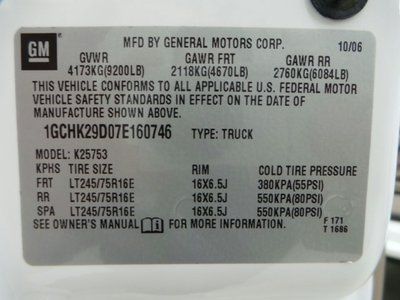 GM
MFD BY GENERAL MOTORS CORP. 10/06
GVWR GAWR FRT GAWR RR
4173KG(9200LB) 2118KG(4670LB) 2760KG(6084LB)
THIS VEHICLE CONFORMS TO ALL APPLICABLE U.S. FEDERAL MOTOR
VEHICLE SAFETY STANDARDS IN EFFECT ON THE DATE OF
MANUFACTURE SHOWN ABOVE.
1GCHK29D07E160746 TYPE: TRUCK
MODEL: K25753
KPHS TIRE SIZE RIM COLD TIRE PRESSURE
FRT LT245/75R16E 16X6.5J 380KPA(55PSI)
RR LT245/75R16E 16X6.5J 550KPA(80PSI)
SPA LT245/75R16E 16X6.5J 550KPA(80PSI)
SEE OWNER'S MANUAL FOR MORE INFORMATION. F 171
T 1686